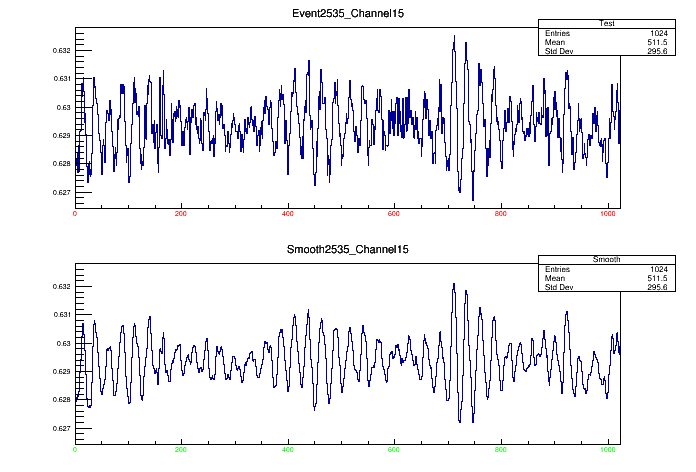 Event2535_Channel15
Test
Entries 1024
Mean 511.5
Std Dev 295.6
0.632
0.631
0.63
0.629
0.628
0.627
0 200 400 600 800 1000
Smooth2535_Channel15
Smooth
Entries 1024
Mean 511.5
Std Dev 295.6
0.632
0.631
0.63
0.629
0.628
0.627
0 200 400 600 800 1000